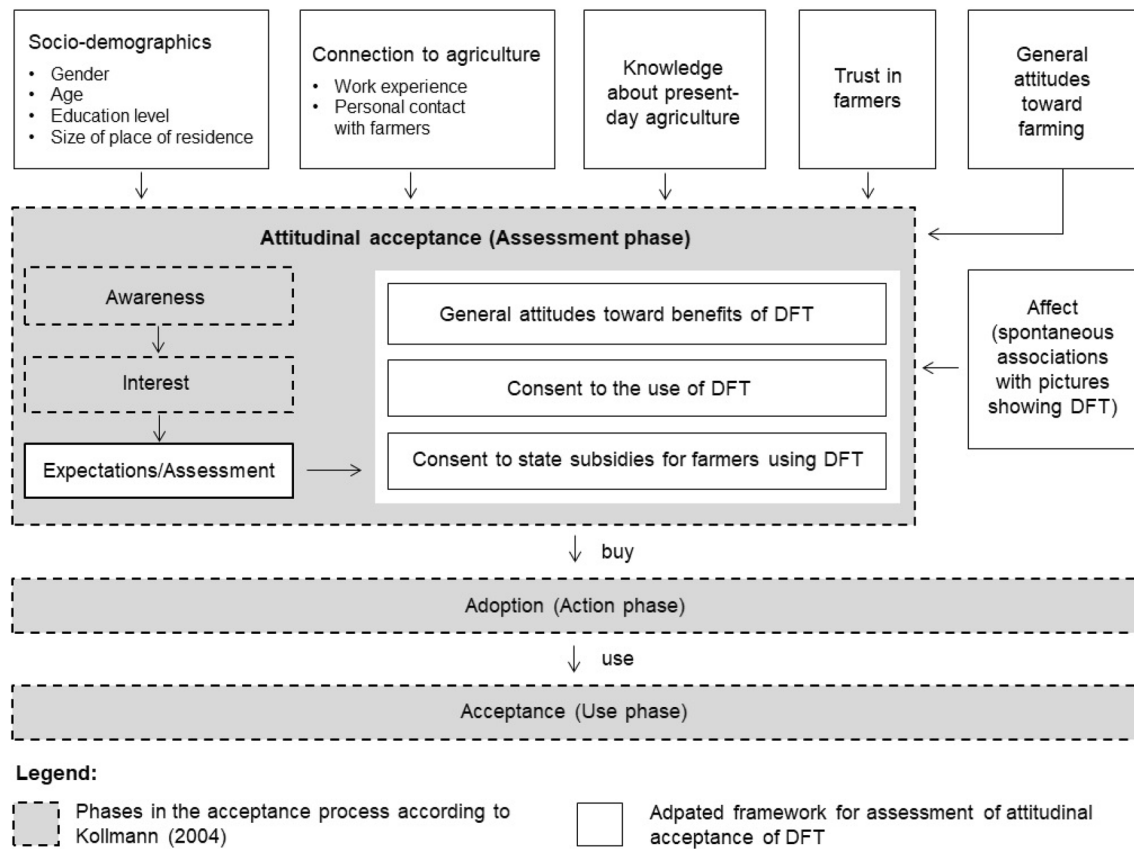 Socio-demographics
• Gender
• Age
• Education level
• Size of place of residence
Connection to agriculture
• Work experience
• Personal contact
with farmers
Knowledge
about present-
day agriculture
Trust in
farmers
General
attitudes
toward
farming
Attitudinal acceptance (Assessment phase)
Awareness
Interest
Expectations/Assessment
General attitudes toward benefits of DFT
Consent to the use of DFT
Consent to state subsidies for farmers using DFT
Affect
(spontaneous
associations
with pictures
showing DFT)
buy
Adoption (Action phase)
use
Acceptance (Use phase)
Legend:
Phases in the acceptance process according to
Kollmann (2004)
Adpated framework for assessment of attitudinal
acceptance of DFT